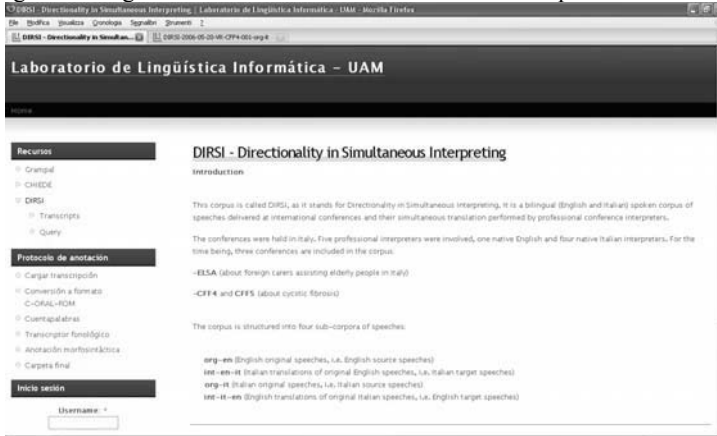 DIRSI - Directionality in Simultaneous Interpreting | Laboratorio de Lingüística Informática | UAM - Mozilla Firefox
File Modifica Visualizza Cronologia Segnalibri Strumenti ?
DIRSI - Directionality in Simultan...
DIRSI-2006-05-20-VR-CFF4-001-org-it
Laboratorio de Lingüística Informática - UAM
Home
Recursos
Grampal
CHIEDE
DIRSI
Transcripts
Query
Protocolo de anotación
Cargar transcripción
Conversión a formato
C-ORAL-ROM
Cuentapalabras
Transcriptor fonológico
Anotación morfosintáctica
Carpeta final
Inicio sesión
Username: *
DIRSI - Directionality in Simultaneous Interpreting
Introduction
This corpus is called DIRSI, as it stands for Directionality in Simultaneous Interpreting. It is a bilingual (English and Italian) spoken corpus of
speeches delivered at international conferences and their simultaneous translation performed by professional conference interpreters.
The conferences were held in Italy. Five professional interpreters were involved, one native English and four native Italian interpreters. For the
time being, three conferences are included in the corpus:
-ELSA (about foreign carers assisting elderly people in Italy)
-CFF4 and CFF5 (about cycstic fibrosis)
The corpus is structured into four sub-corpora of speeches:
org-en (English original speeches, i.e. English source speeches)
int-en-it (Italian translations of original English speeches, i.e. Italian target speeches)
org-it (Italian original speeches, i.e. Italian source speeches)
int-it-en (English translations of original Italian speeches, i.e. English target speeches)